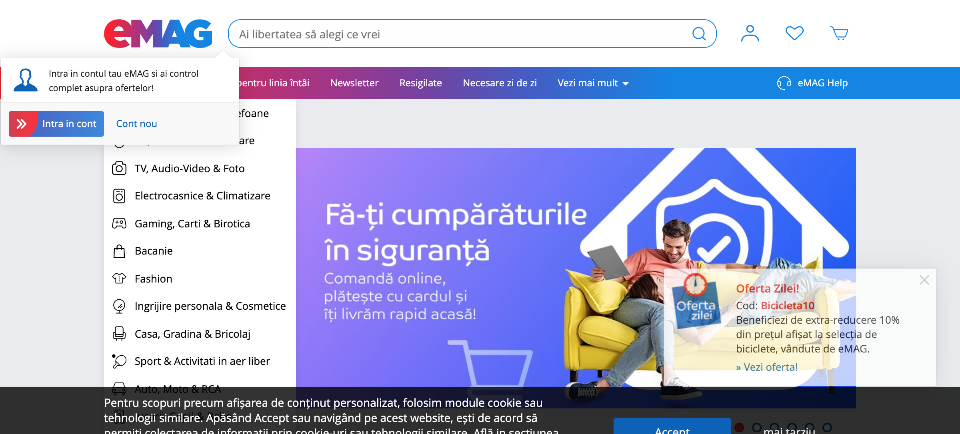 eMAG
Ai libertatea să alegi ce vrei
Intra in contul tau eMAG si ai control
complet asupra ofertelor!
Intra in cont
Cont nou
pentru linia întâi
Newsletter
Resigilate
Necesare zi de zi
Vezi mai mult
eMAG Help
TV, Audio-Video & Foto
Electrocasnice & Climatizare
Gaming, Carti & Birotica
Bacanie
Fashion
Ingrijire personala & Cosmetice
Casa, Gradina & Bricolaj
Sport & Activitati in aer liber
Auto, Moto & RCA
Fă-ți cumpărăturile
în siguranță
Comandă online,
plătește cu cardul și
îți livrăm rapid acasă!
Oferta
zilei
Oferta Zilei!
Cod: Bicicleta10
Beneficiezi de extra-reducere 10%
din prețul afișat la selecția de
biciclete, vândute de eMAG.
» Vezi oferta!
Pentru scopuri precum afișarea de conținut personalizat, folosim module cookie sau
tehnologii similare. Apăsând Accept sau navigând pe acest website, ești de acord să
permiți colectarea de informații prin cookie-uri sau tehnologii similare. Află in secțiunea
Accept
mai tarziu